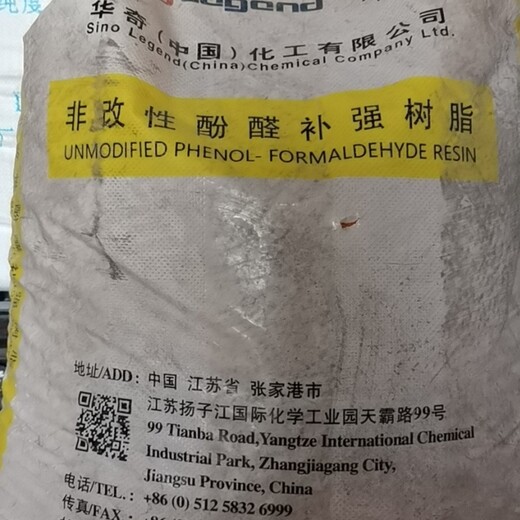 Legend
华奇(中国)化工有限公司
Sino Legend(China)Chemical Company Ltd.
非改性酚醛补强树脂
UNMODIFIED PHENOL- FORMALDEHYDE RESIN
地址/ADD: 中国 江苏省 张家港市
江苏扬子江国际化学工业园天霸路99号
99 Tianba Road,Yangtze International Chemical
Industrial Park, Zhangjiagang City,
Jiangsu Province, China
电话/TEL.: +86 (0) 512 5832 6999
传真/FAX :